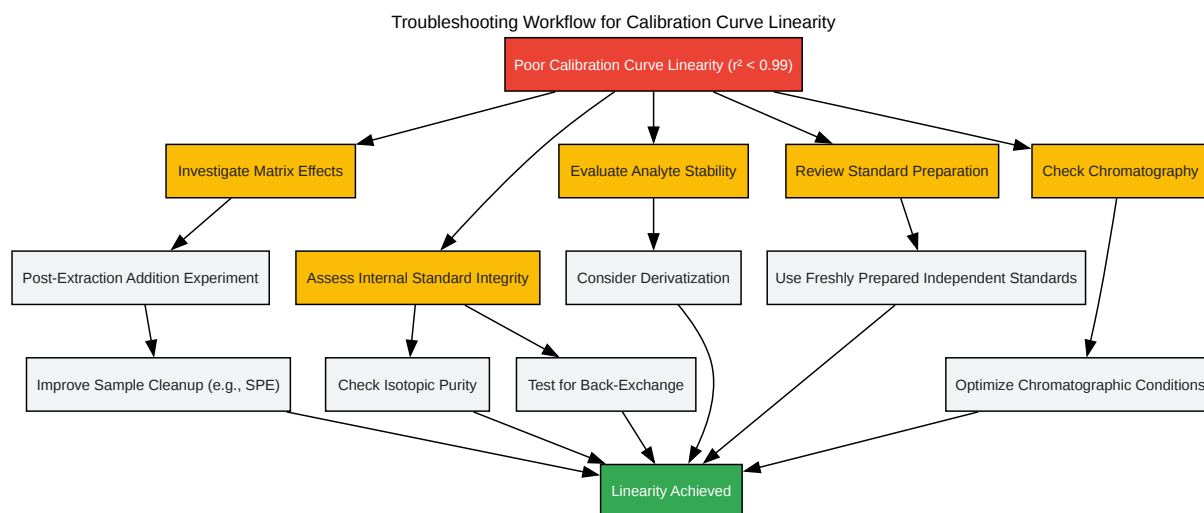 Troubleshooting Workflow for Calibration Curve Linearity
Poor Calibration Curve Linearity (r² < 0.99)
Investigate Matrix Effects
Evaluate Analyte Stability
Review Standard Preparation
Check Chromatography
Post-Extraction Addition Experiment
Assess Internal Standard Integrity
Consider Derivatization
Use Freshly Prepared Independent Standards
Improve Sample Cleanup (e.g., SPE)
Check Isotopic Purity
Test for Back-Exchange
Optimize Chromatographic Conditions
Linearity Achieved